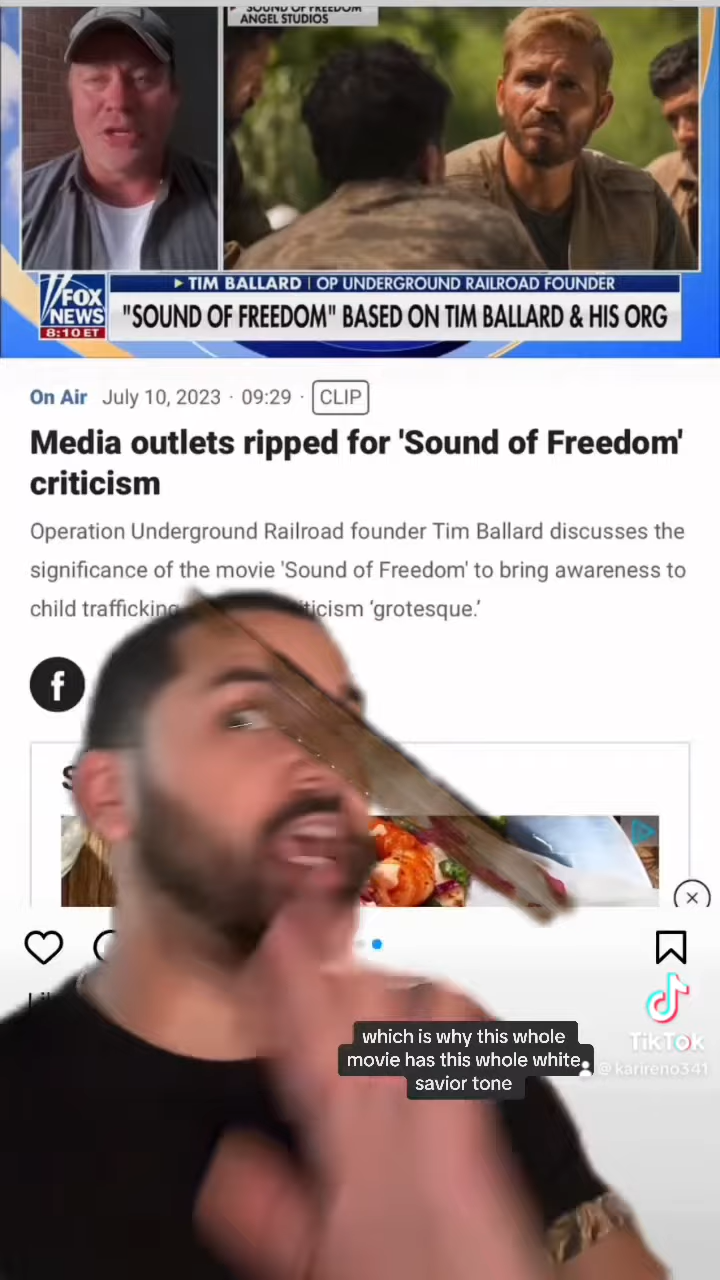 SOUND OF FREEDOM
ANGEL STUDIOS
TIM BALLARD | OP UNDERGROUND RAILROAD FOUNDER
FOX
NEWS
8:10 ET
"SOUND OF FREEDOM" BASED ON TIM BALLARD & HIS ORG
On Air July 10, 2023 · 09:29 · CLIP
Media outlets ripped for 'Sound of Freedom'
criticism
Operation Underground Railroad founder Tim Ballard discusses the
significance of the movie 'Sound of Freedom' to bring awareness to
child trafficking ticism ‘grotesque.’
f
S
which is why this whole
movie has this whole white
savior tone
TikTok
@karireno341